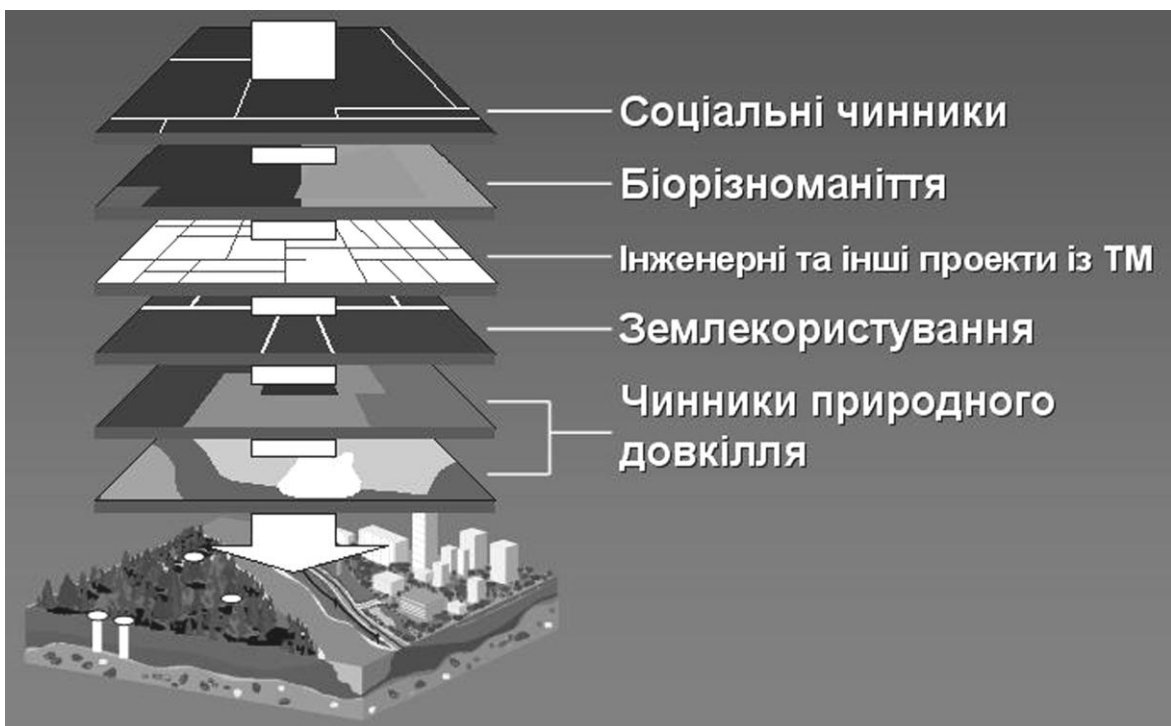 Соціальні чинники
Біорізноманіття
Інженерні та інші проекти із ТМ
Землекористування
Чинники природного
довкілля